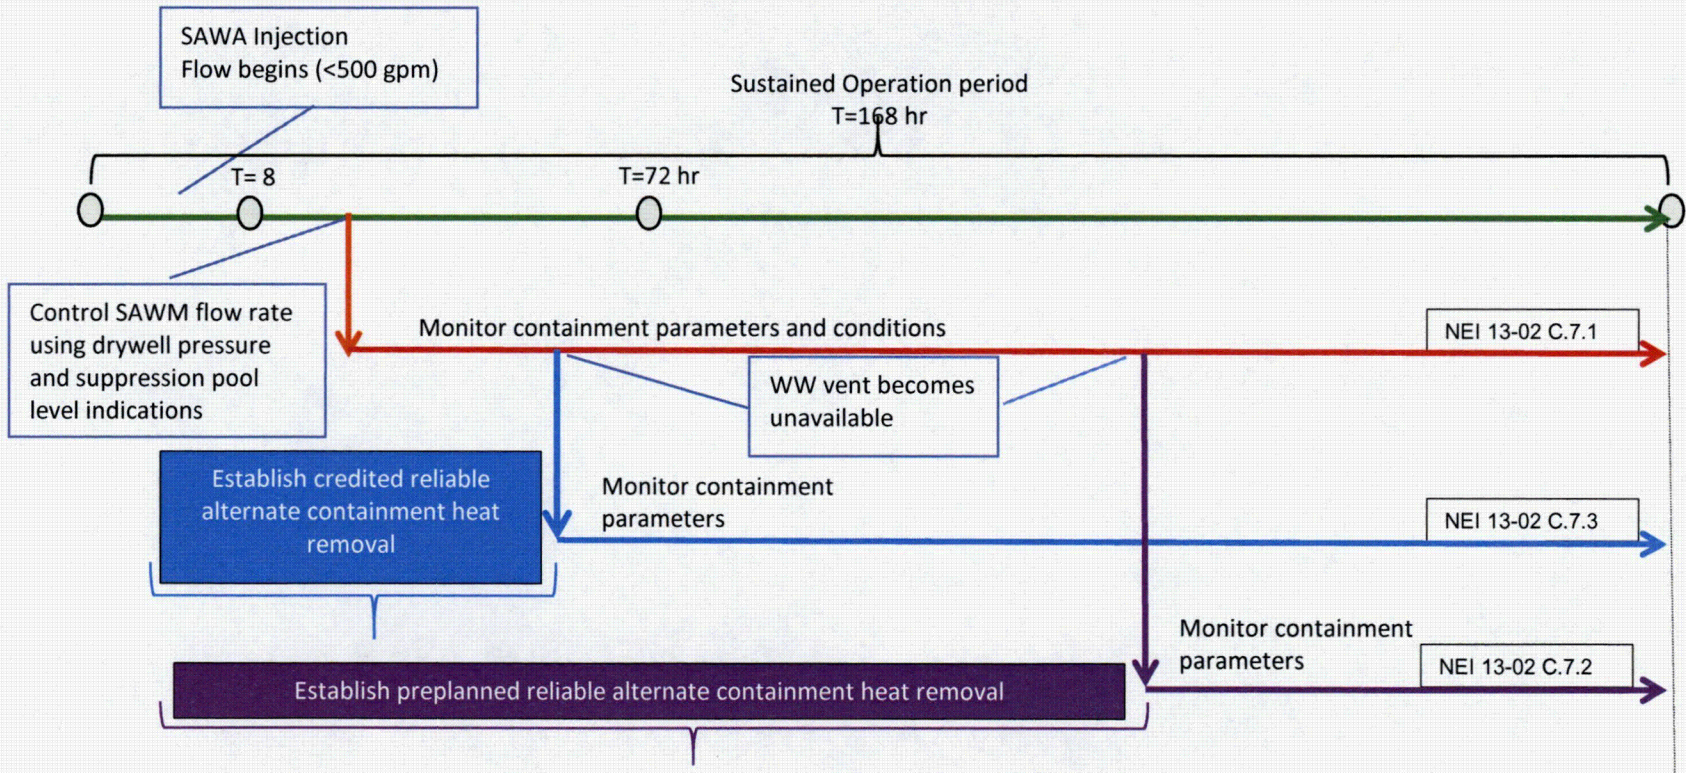 SAWA Injection
Flow begins (<500 gpm)
Sustained Operation period
T=168 hr
T= 8
T=72 hr
Control SAWM flow rate
using drywell pressure
and suppression pool
level indications
Monitor containment parameters and conditions
NEI 13-02 C.7.1
WW vent becomes
unavailable
Establish credited reliable
alternate containment heat
removal
Monitor containment
parameters
NEI 13-02 C.7.3
Monitor containment
parameters
NEI 13-02 C.7.2
Establish preplanned reliable alternate containment heat removal